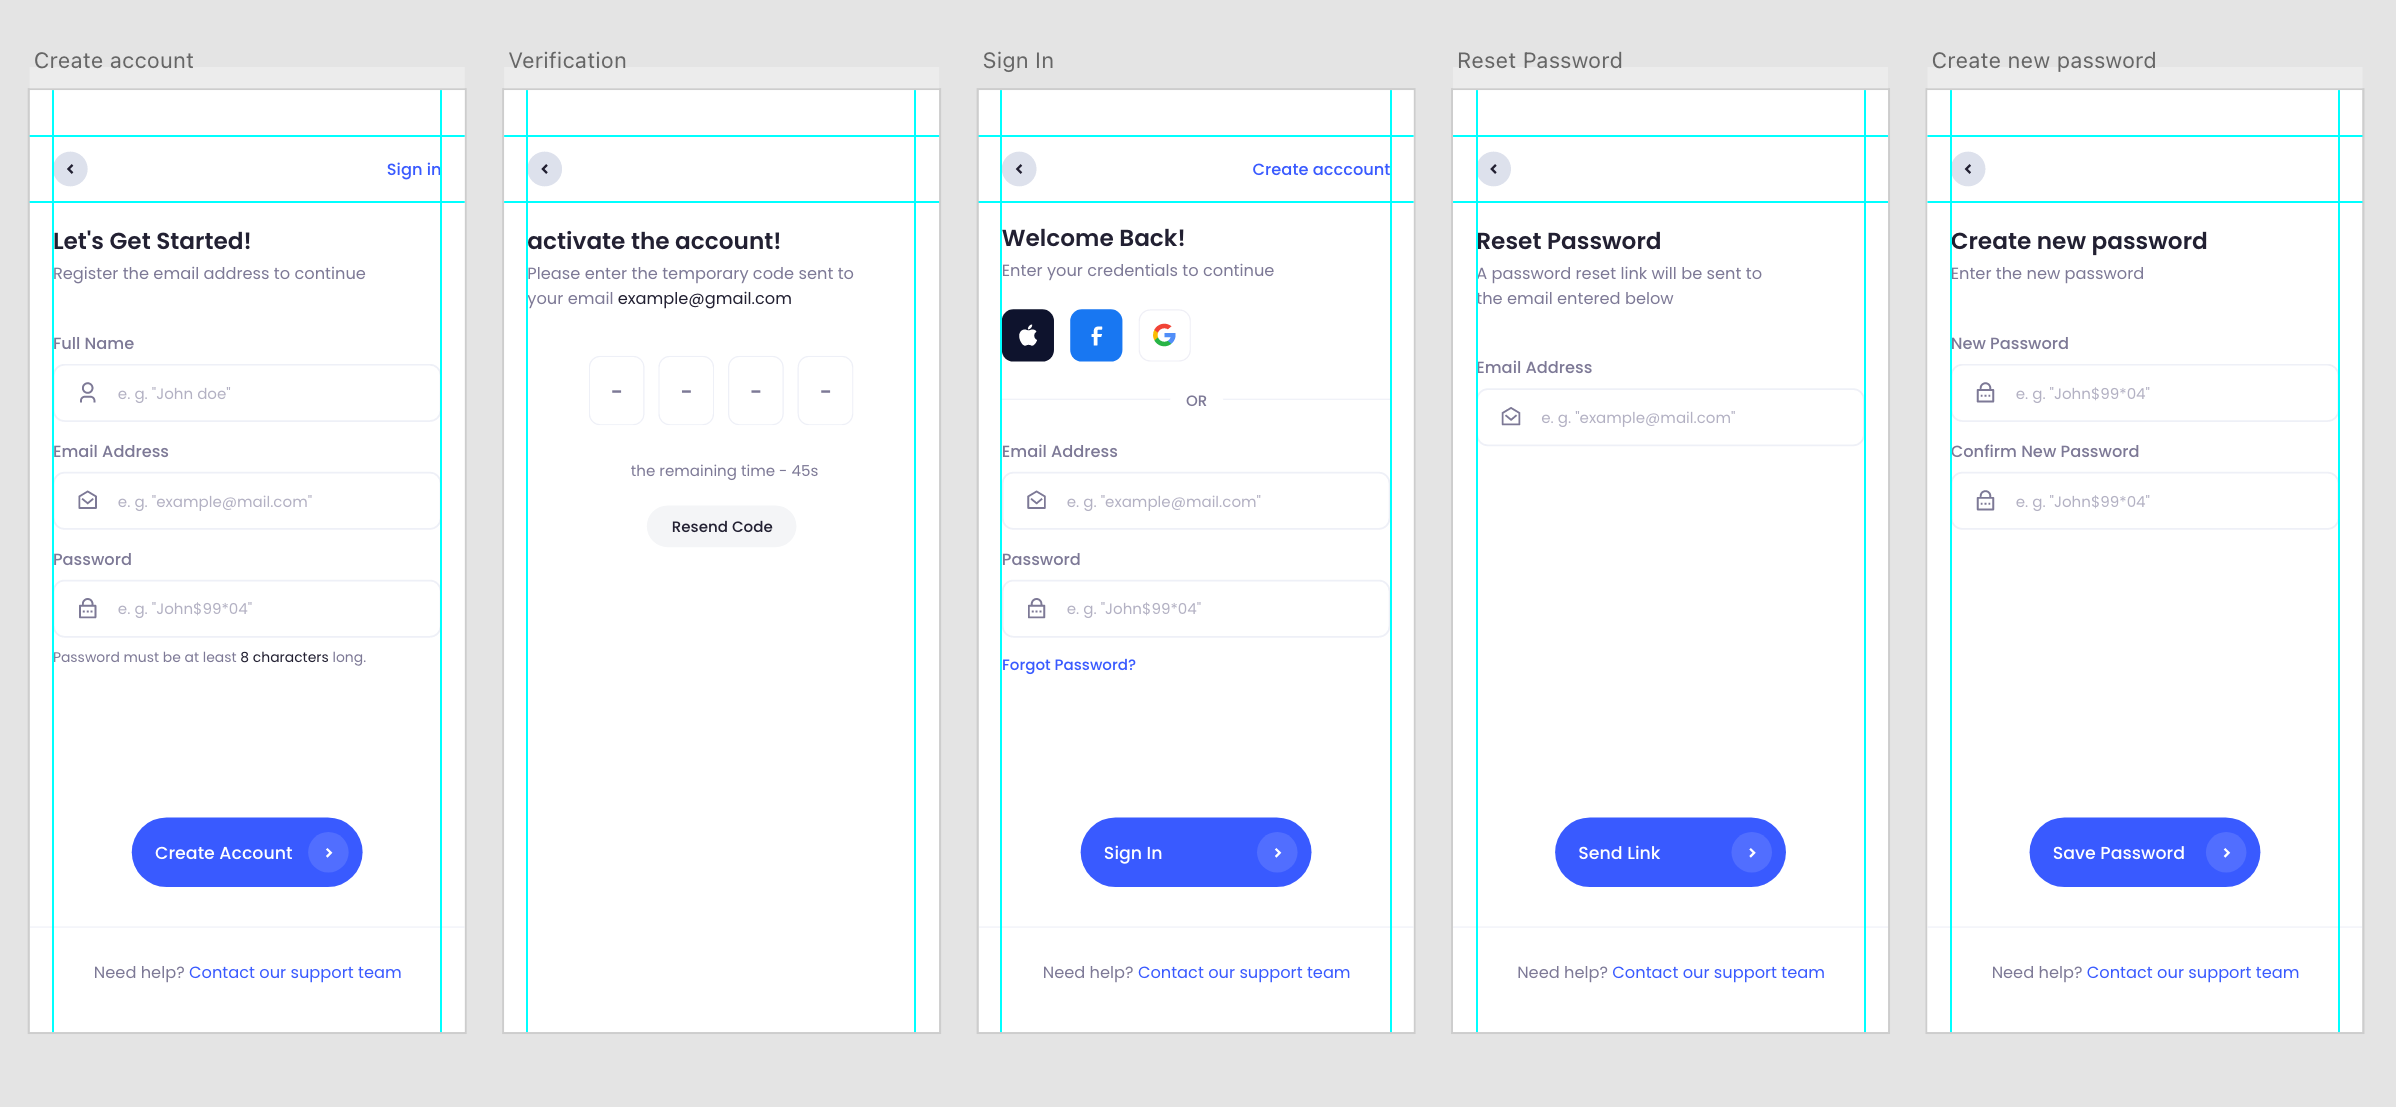 Create account
Sign in
Let's Get Started!
Register the email address to continue
Full Name
e. g. "John doe"
Email Address
e. g. "example@mail.com"
Password
e. g. "John$99*04"
Password must be at least 8 characters long.
Create Account
Need help? Contact our support team
Verification
activate the account!
Please enter the temporary code sent to
your email example@gmail.com
- - - -
the remaining time - 45s
Resend Code
Sign In
Create acccount
Welcome Back!
Enter your credentials to continue
f G
OR
Email Address
e. g. "example@mail.com"
Password
e. g. "John$99*04"
Forgot Password?
Sign In
Need help? Contact our support team
Reset Password
Reset Password
A password reset link will be sent to
the email entered below
Email Address
e. g. "example@mail.com"
Send Link
Need help? Contact our support team
Create new password
Create new password
Enter the new password
New Password
e. g. "John$99*04"
Confirm New Password
e. g. "John$99*04"
Save Password
Need help? Contact our support team